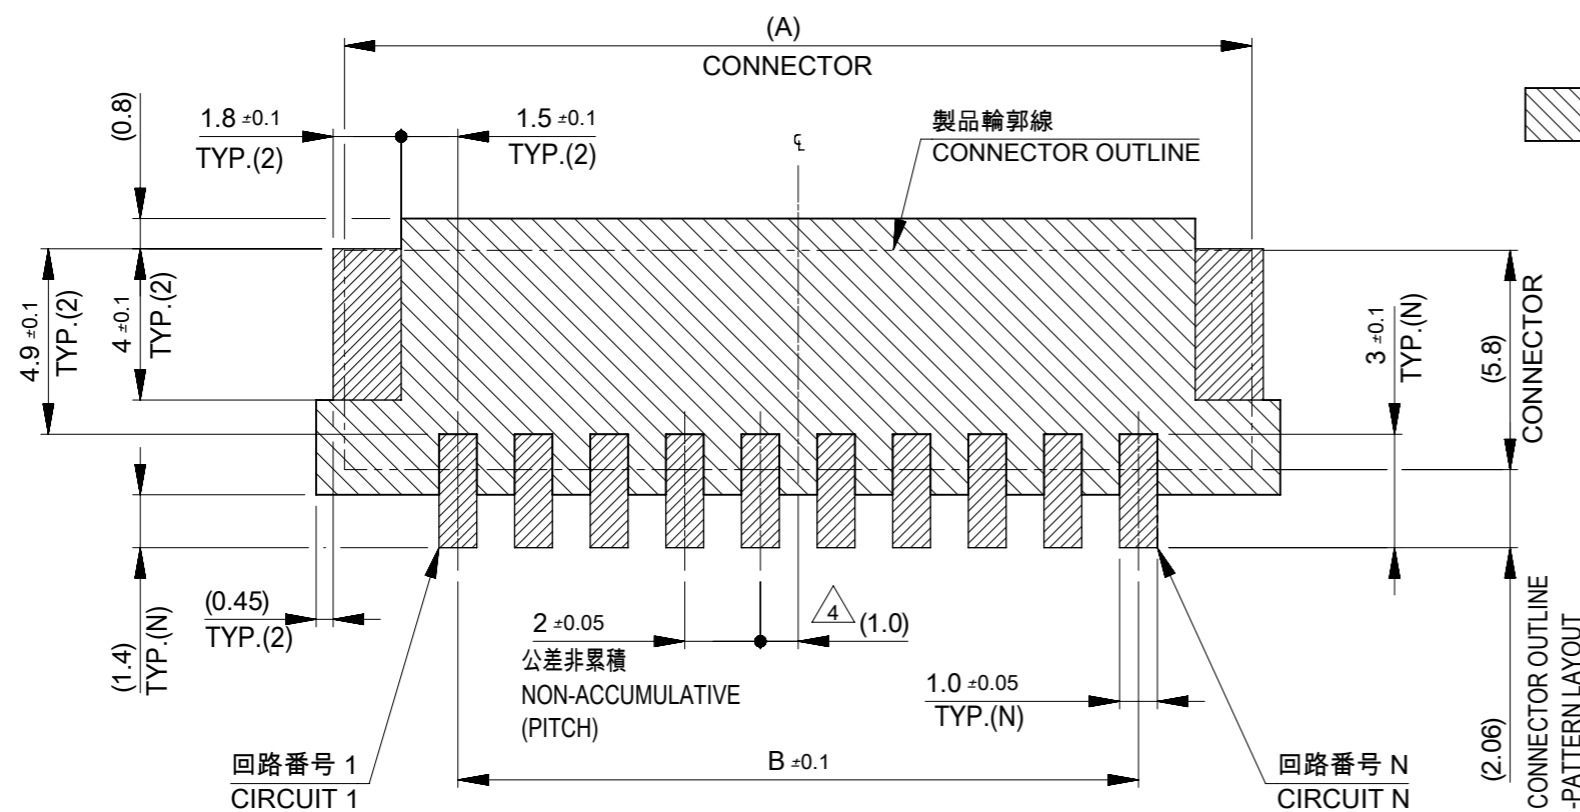 (A)
CONNECTOR
(0.8)
1.8 ±0.1
TYP.(2)
1.5 ±0.1
TYP.(2)
製品輪郭線
CONNECTOR OUTLINE
℄
4.9 ±0.1
TYP.(2)
4 ±0.1
TYP.(2)
3 ±0.1
TYP.(N)
(5.8)
CONNECTOR
(1.4)
TYP.(N)
(0.45)
TYP.(2)
2 ±0.05
公差非累積
NON-ACCUMULATIVE
(PITCH)
4
(1.0)
1.0 ±0.05
TYP.(N)
(2.06)
CONNECTOR OUTLINE
-PATTERN LAYOUT
回路番号 1
CIRCUIT 1
B ±0.1
回路番号 N
CIRCUIT N